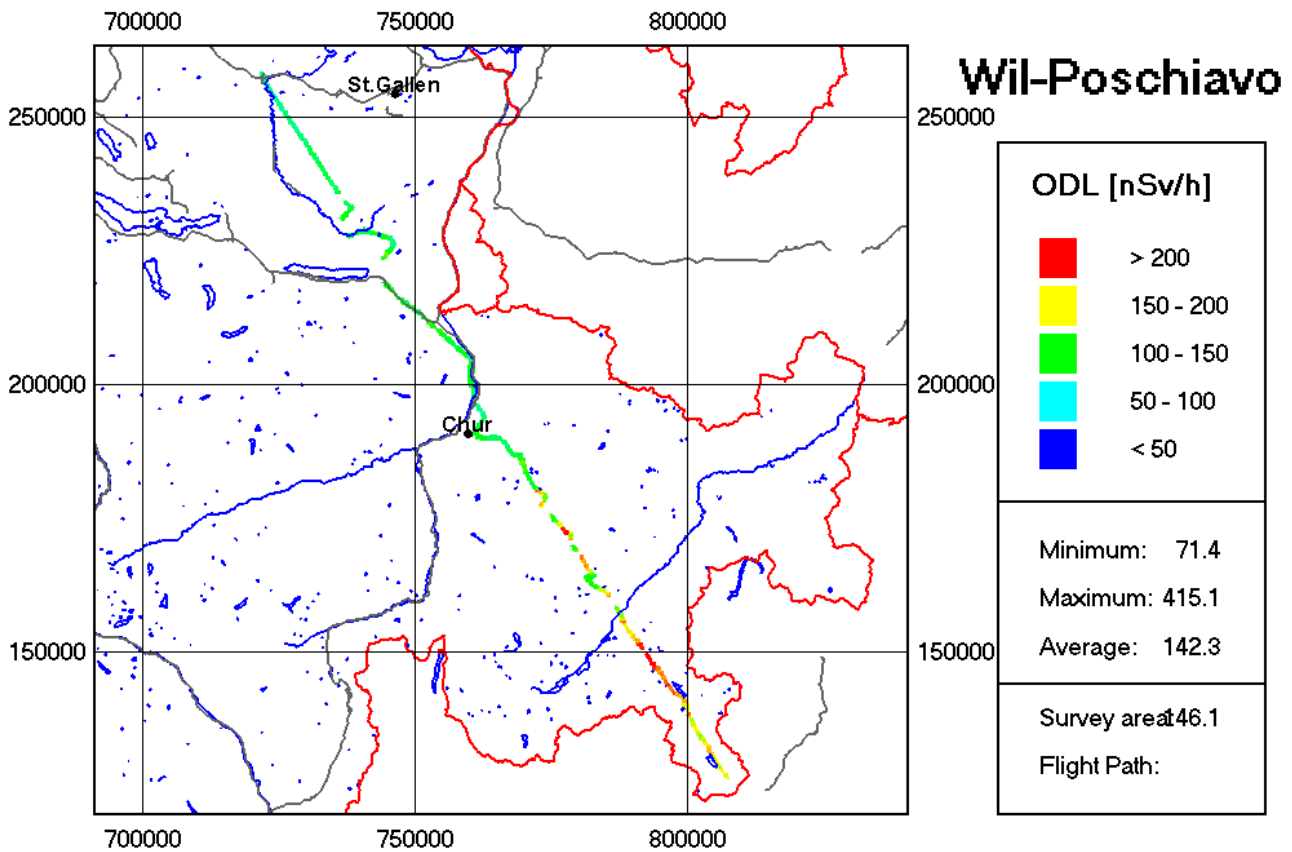 700000 750000 800000
Wil-Poschiavo
St.Gallen
250000 250000
ODL [nSv/h]
> 200
150 - 200
100 - 150
50 - 100
< 50
200000 200000
Chur
Minimum: 71.4
Maximum: 415.1
Average: 142.3
150000 150000
Survey area: 146.1
Flight Path:
700000 750000 800000